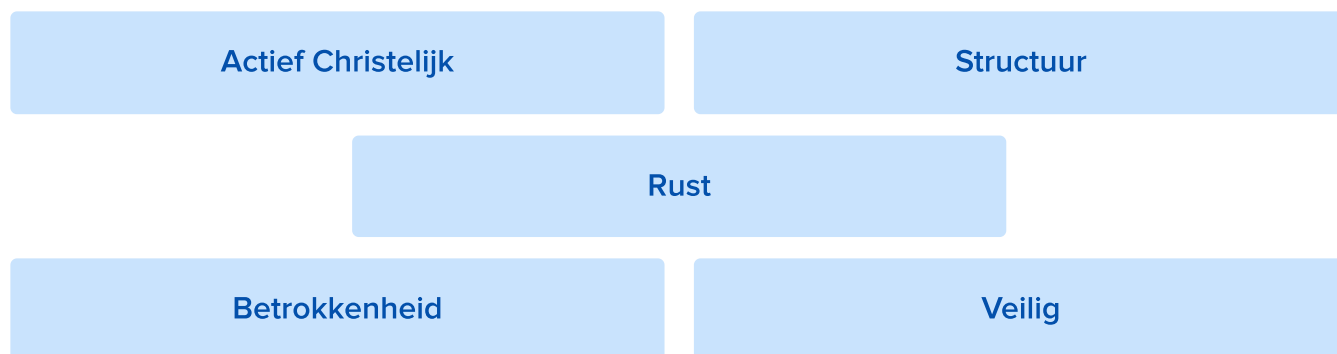 Actief Christelijk
Structuur
Rust
Betrokkenheid
Veilig